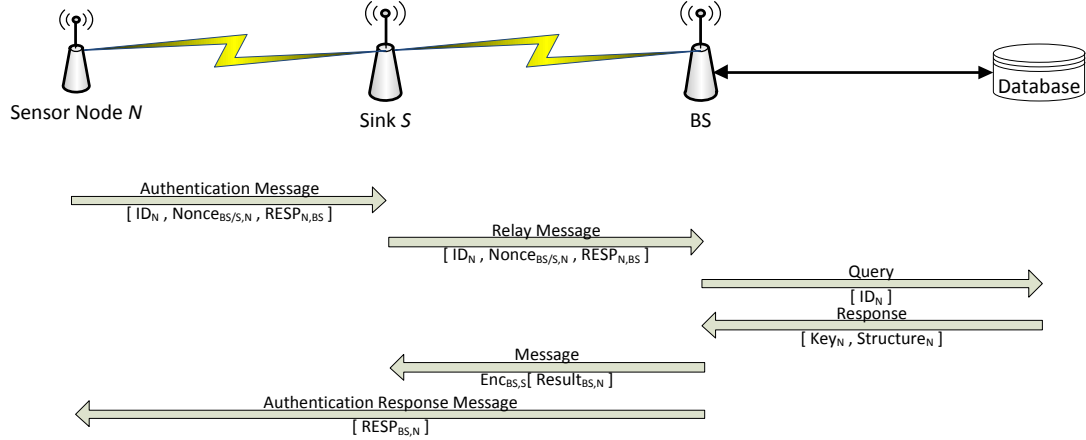 Sensor Node N
Sink S
BS
Database
Authentication Message
[ ID_N , Nonce_BS/S,N , RESP_N,BS ]
Relay Message
[ ID_N , Nonce_BS/S,N , RESP_N,BS ]
Query
[ ID_N ]
Response
[ Key_N , Structure_N ]
Message
Enc_BS,S[ Result_BS,N ]
Authentication Response Message
[ RESP_BS,N ]